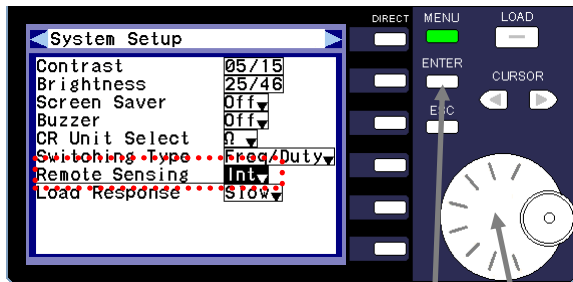 DIRECT MENU LOAD
System Setup
Contrast 05/15
Brightness 25/46
Screen Saver Off
Buzzer Off
CR Unit Select Ω
Switching Type Freq/Duty
Remote Sensing Int
Load Response Slow
ENTER
CURSOR
ESC